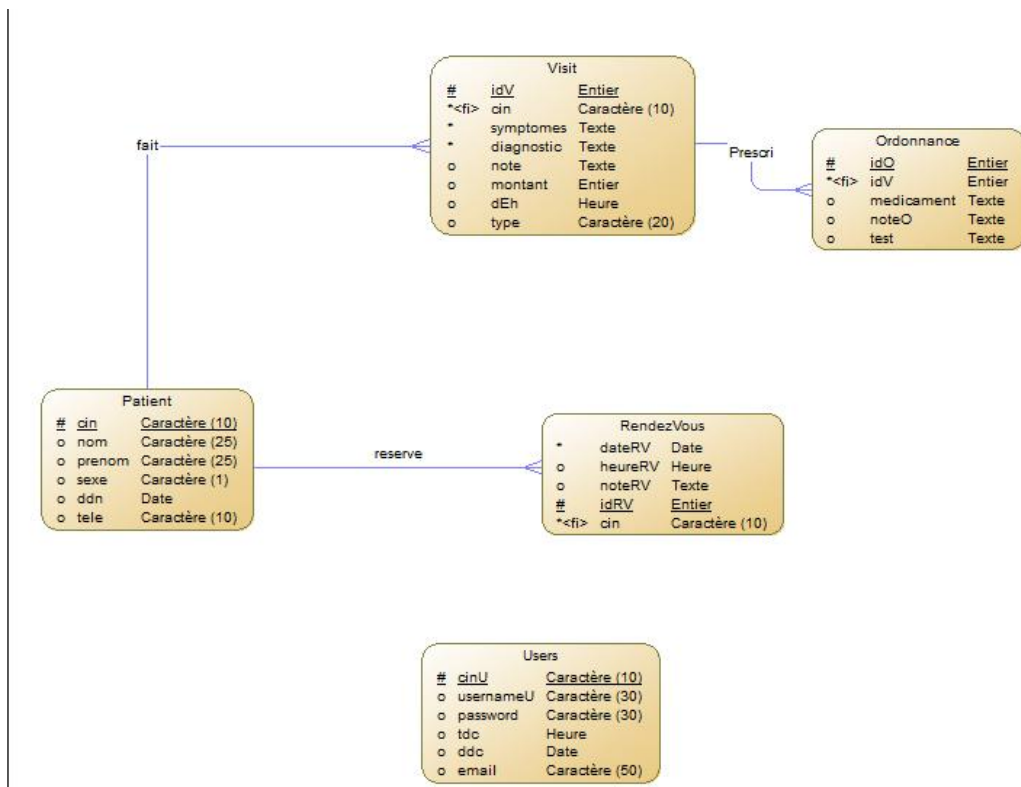 Visit
# idV Entier
*<fi> cin Caractère (10)
* symptomes Texte
* diagnostic Texte
o note Texte
o montant Entier
o dEh Heure
o type Caractère (20)
fait
Prescri
Ordonnance
# idO Entier
*<fi> idV Entier
o medicament Texte
o noteO Texte
o test Texte
Patient
# cin Caractère (10)
o nom Caractère (25)
o prenom Caractère (25)
o sexe Caractère (1)
o ddn Date
o tele Caractère (10)
reserve
RendezVous
* dateRV Date
o heureRV Heure
o noteRV Texte
# idRV Entier
*<fi> cin Caractère (10)
Users
# cinU Caractère (10)
o usernameU Caractère (30)
o password Caractère (30)
o tdc Heure
o ddc Date
o email Caractère (50)